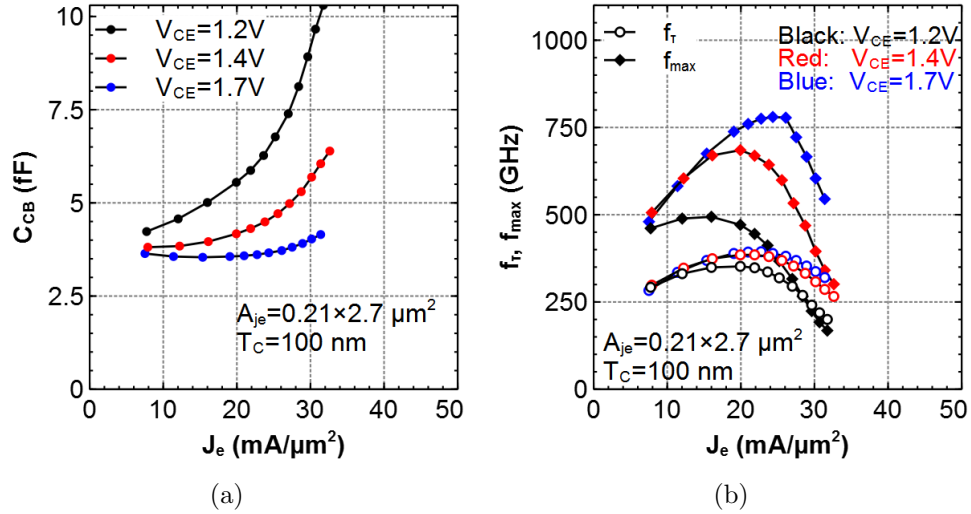 10
7.5
5
2.5
0
0 10 20 30 40 50
C_CB (fF)
J_e (mA/μm²)
V_CE=1.2V
V_CE=1.4V
V_CE=1.7V
A_je=0.21×2.7 μm²
T_C=100 nm
(a)
1000
750
500
250
0
0 10 20 30 40 50
f_τ, f_max (GHz)
J_e (mA/μm²)
f_τ
f_max
Black: V_CE=1.2V
Red: V_CE=1.4V
Blue: V_CE=1.7V
A_je=0.21×2.7 μm²
T_C=100 nm
(b)